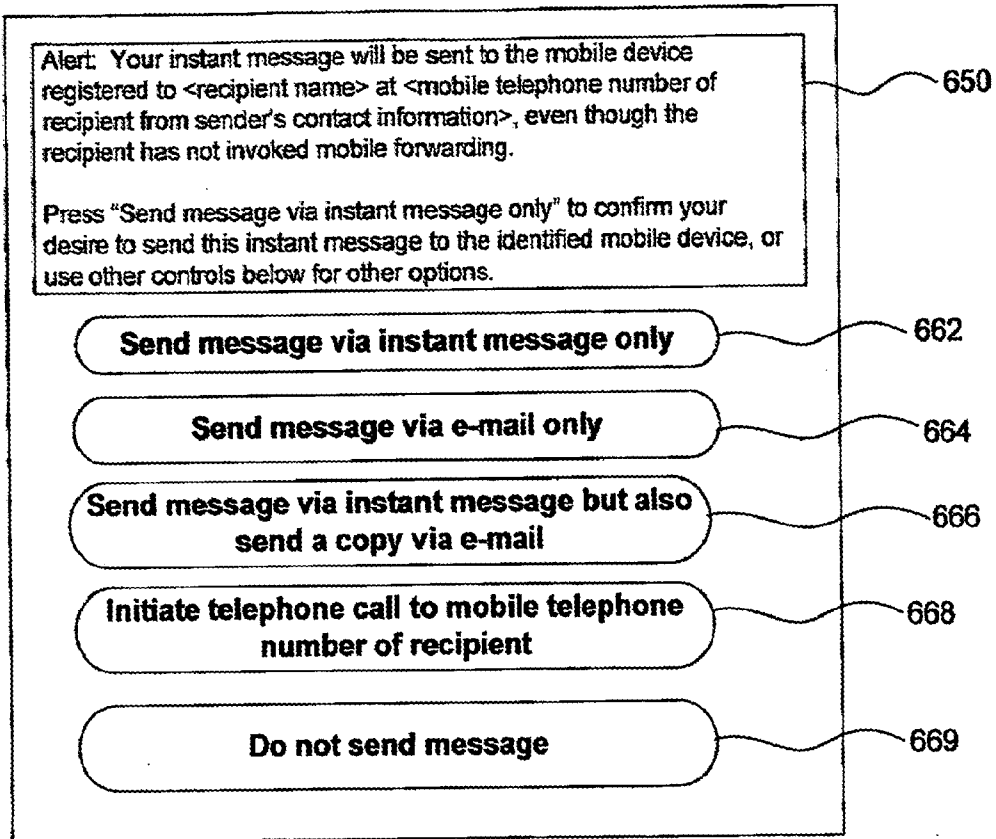 Alert: Your instant message will be sent to the mobile device
registered to <recipient name> at <mobile telephone number of
recipient from sender's contact information>, even though the
recipient has not invoked mobile forwarding.
650
Press "Send message via instant message only" to confirm your
desire to send this instant message to the identified mobile device, or
use other controls below for other options.
Send message via instant message only
662
Send message via e-mail only
664
Send message via instant message but also
send a copy via e-mail
666
Initiate telephone call to mobile telephone
number of recipient
668
Do not send message
669